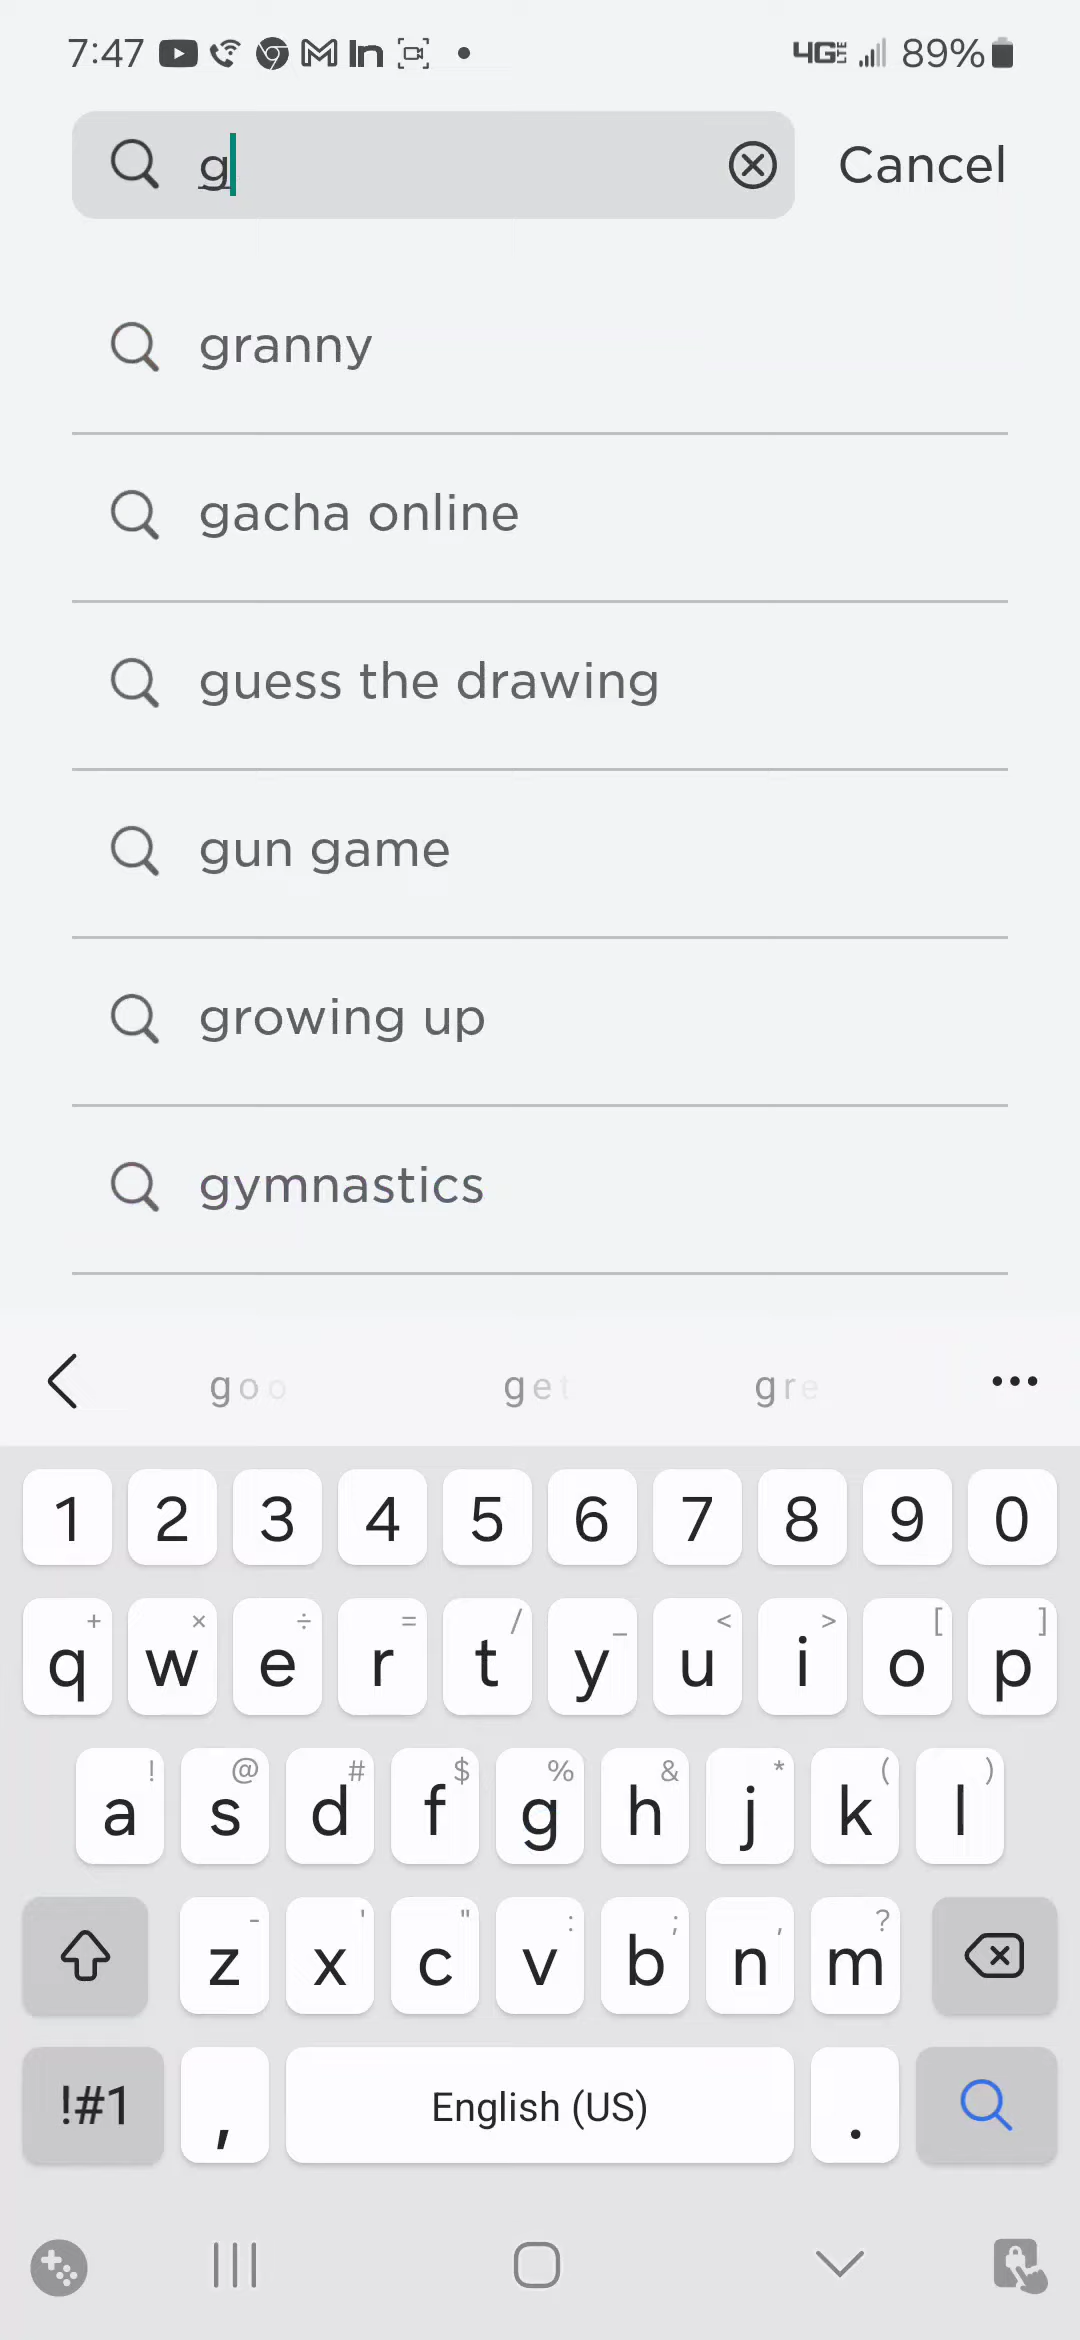 7:47 4G LTE 89%
g Cancel
granny
gacha online
guess the drawing
gun game
growing up
gymnastics
goo get gre
1 2 3 4 5 6 7 8 9 0
+ × ÷ = / _ < > [ ]
q w e r t y u i o p
! @ # $ % & * ( )
a s d f g h j k l
- ' " : ; , ?
z x c v b n m
!#1 , English (US) .